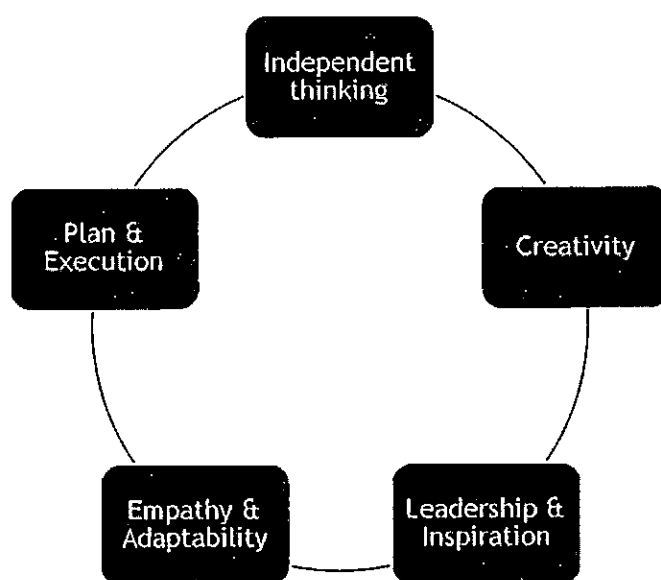 Independent
thinking
Creativity
Leadership &
Inspiration
Empathy &
Adaptability
Plan &
Execution